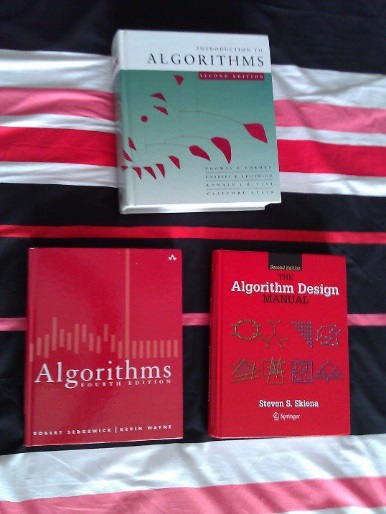 INTRODUCTION TO
ALGORITHMS
SECOND EDITION
THOMAS H. CORMEN
CHARLES E. LEISERSON
RONALD L. RIVEST
CLIFFORD STEIN
Algorithms
FOURTH EDITION
ROBERT SEDGEWICK | KEVIN WAYNE
Second Edition
THE
Algorithm Design
MANUAL
Steven S. Skiena
Springer